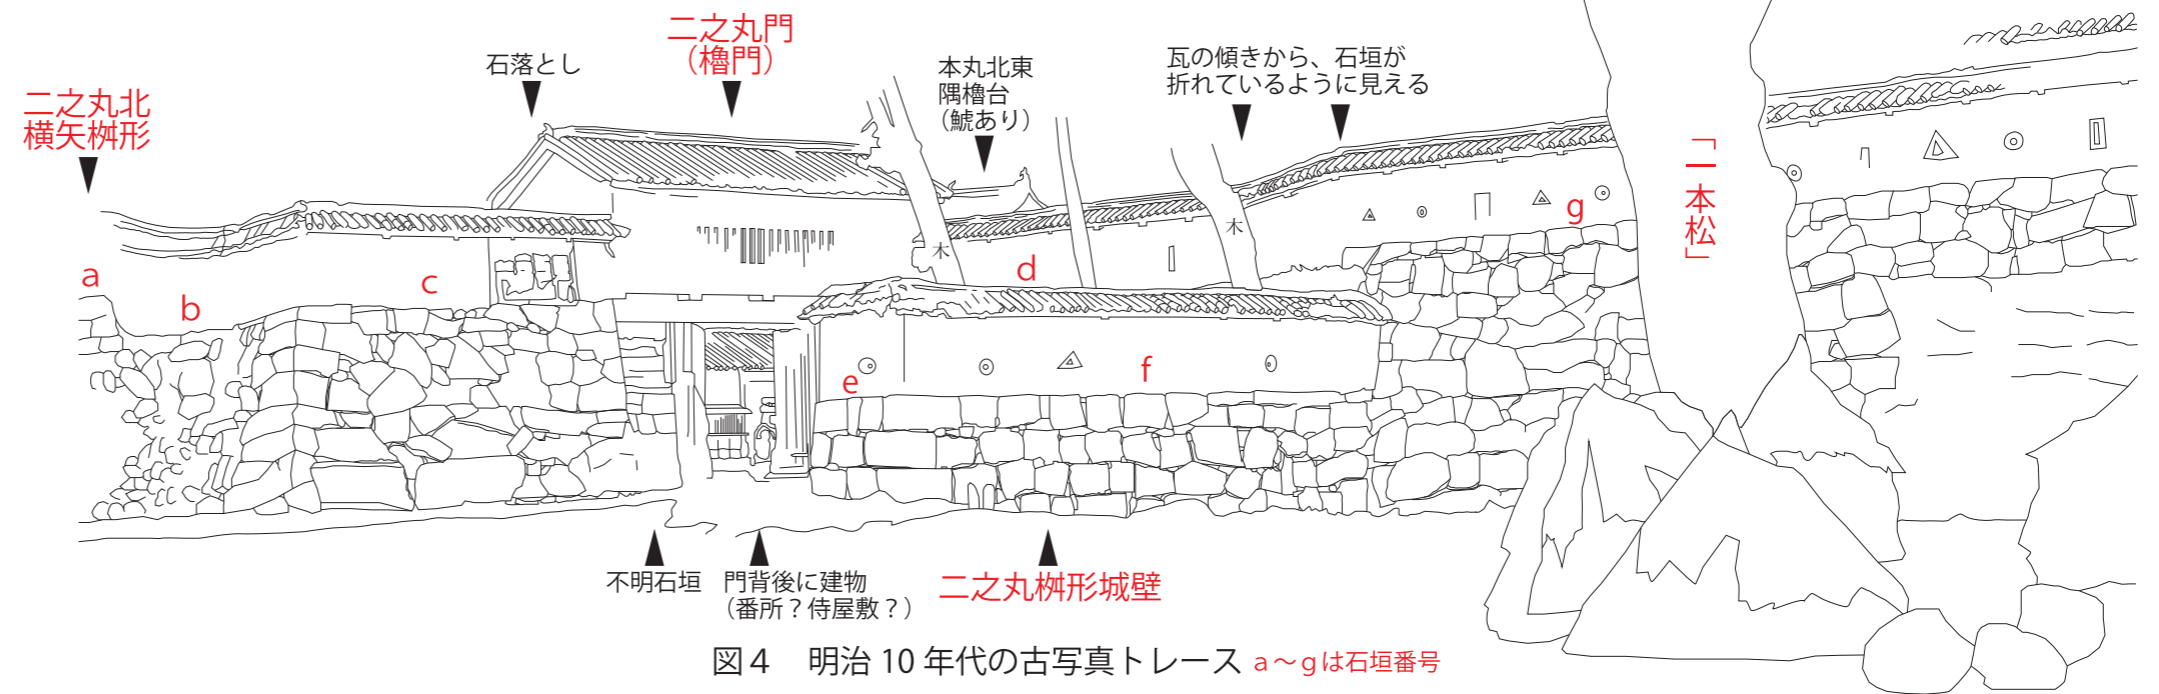 二之丸北
横矢桝形
石落とし
二之丸門
（櫓門）
本丸北東
隅櫓台
（鯱あり）
瓦の傾きから、石垣が
折れているように見える
「一本松」
木
木
a
b
c
d
e
f
g
不明石垣
門背後に建物
（番所？侍屋敷？）
二之丸桝形城壁
図４　明治 10 年代の古写真トレース a～gは石垣番号